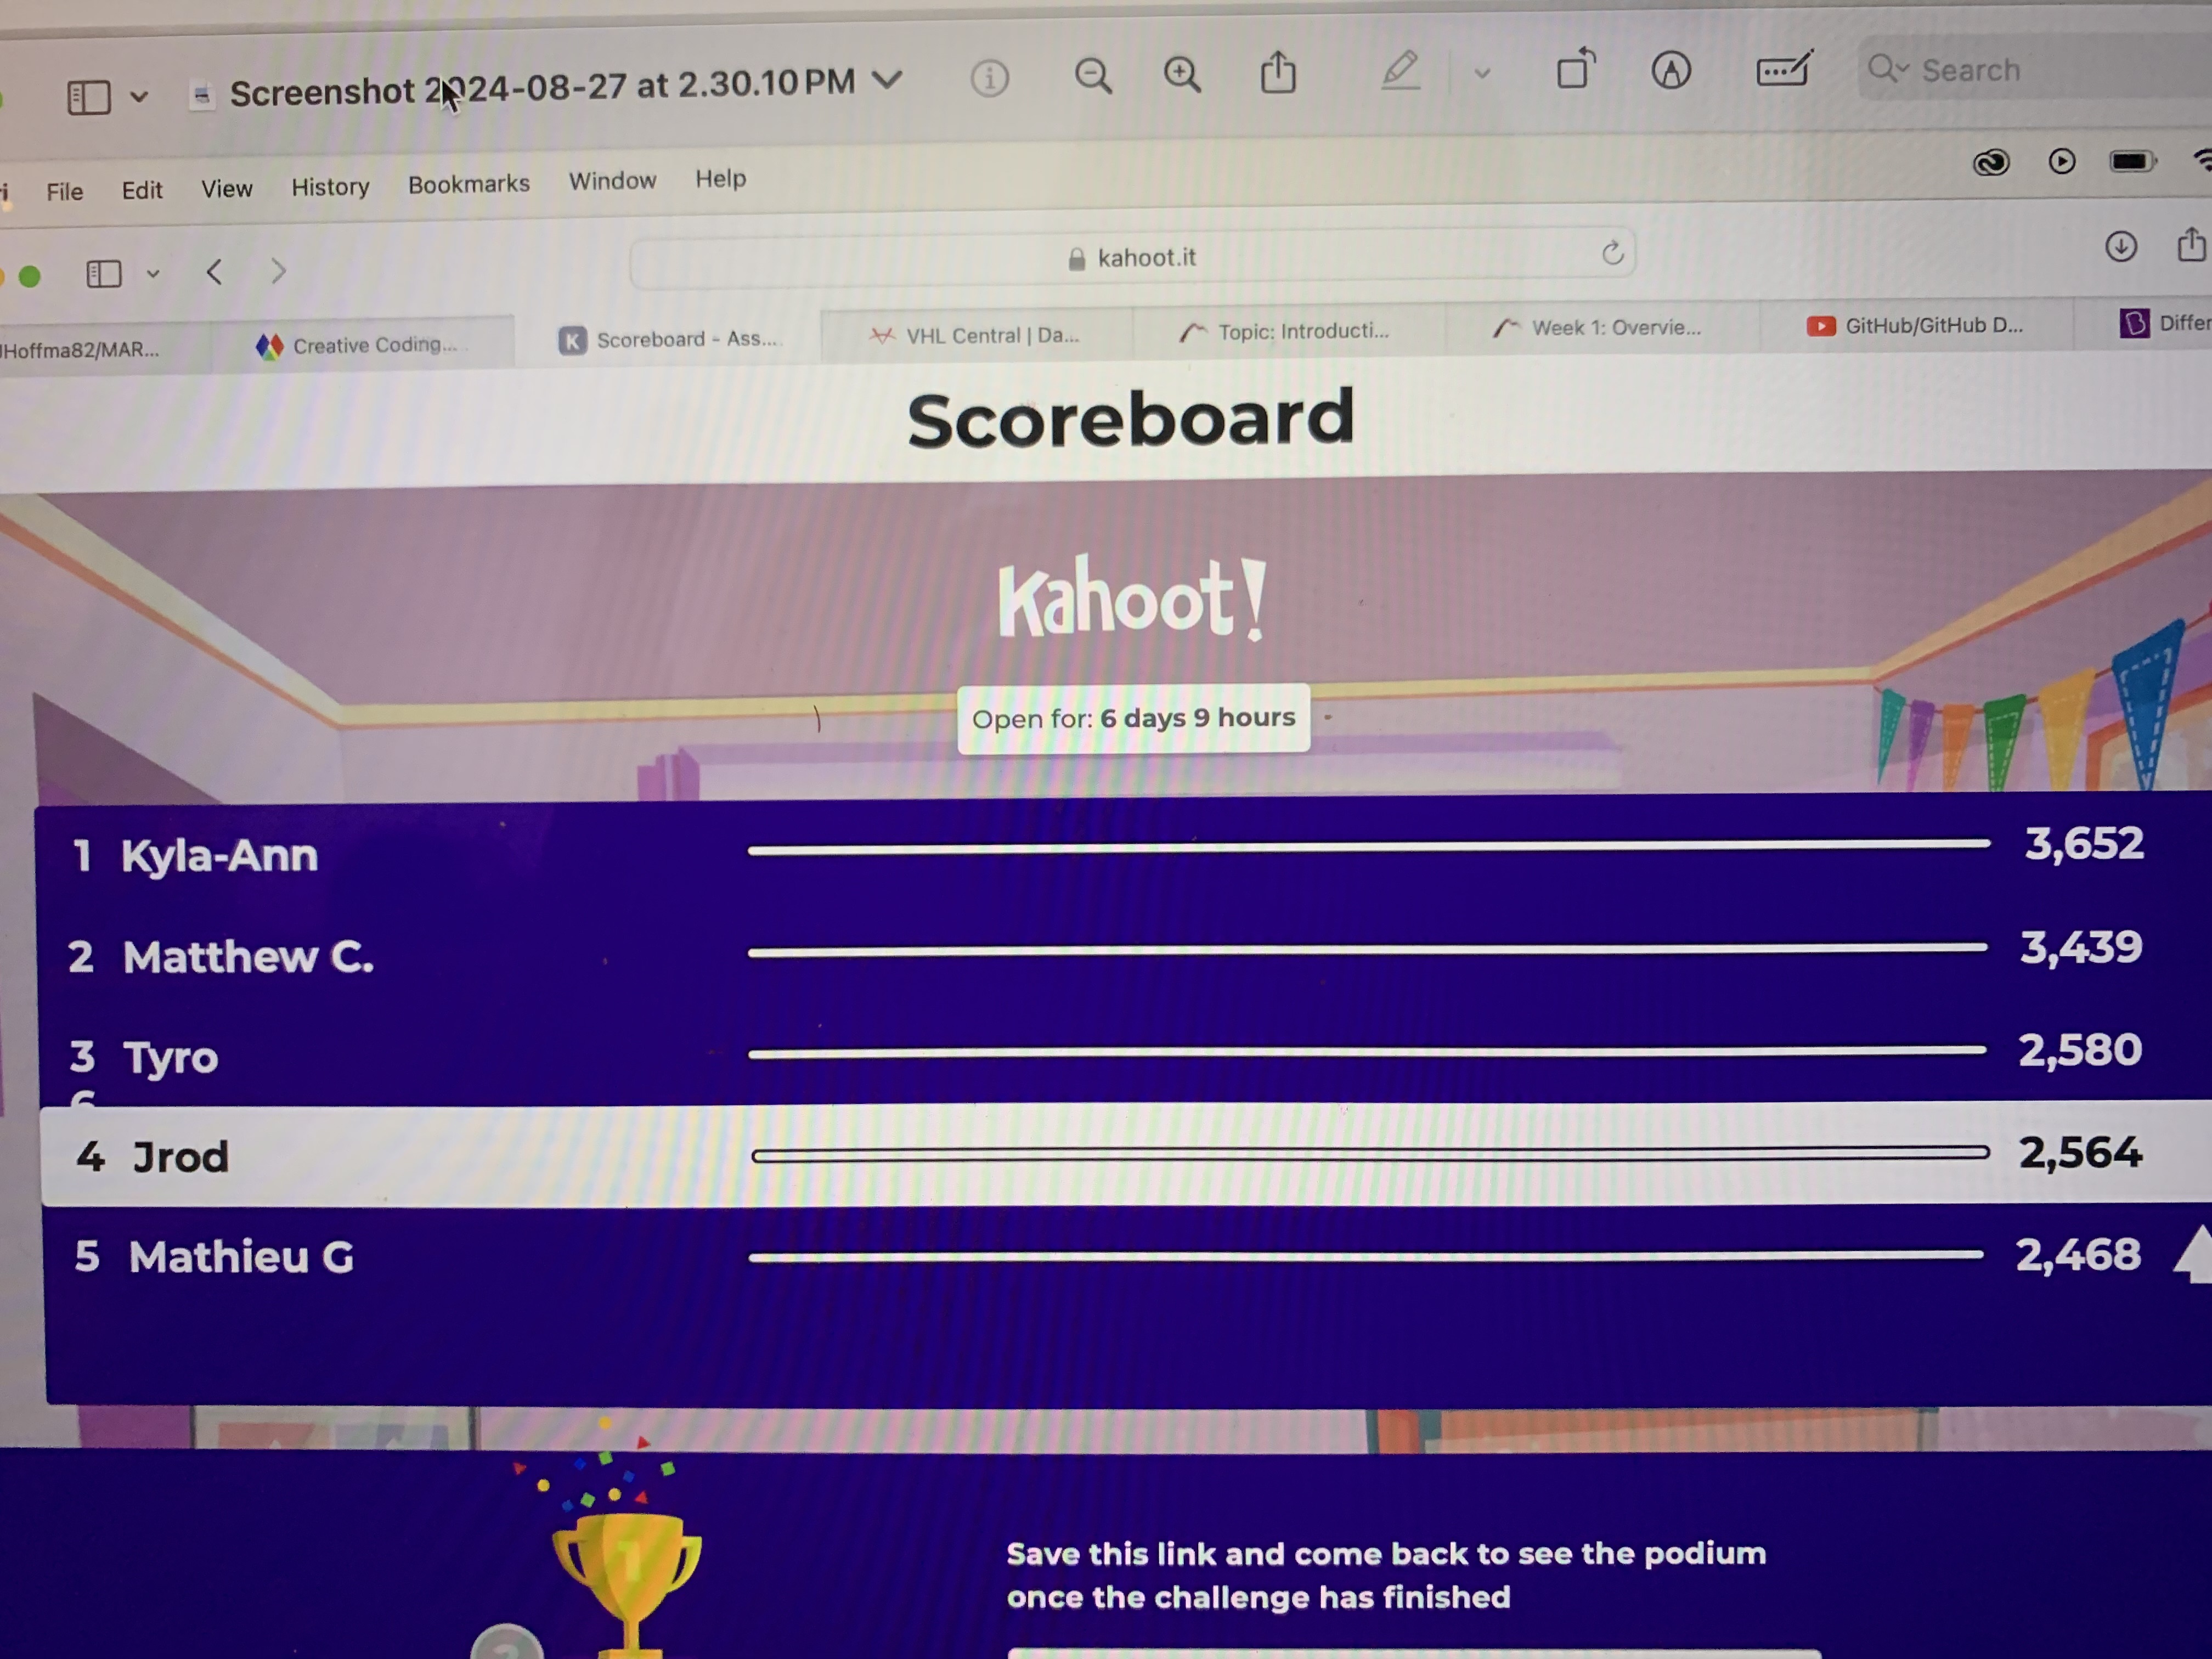 Screenshot 2024-08-27 at 2.30.10 PM
Search
File Edit View History Bookmarks Window Help
kahoot.it
Hoffma82/MAR...
Creative Coding...
Scoreboard - Ass...
VHL Central | Da...
Topic: Introducti...
Week 1: Overvie...
GitHub/GitHub D...
Differ
Scoreboard
Kahoot!
Open for: 6 days 9 hours
1 Kyla-Ann 3,652
2 Matthew C. 3,439
3 Tyro 2,580
4 Jrod 2,564
5 Mathieu G 2,468
1
Save this link and come back to see the podium
once the challenge has finished